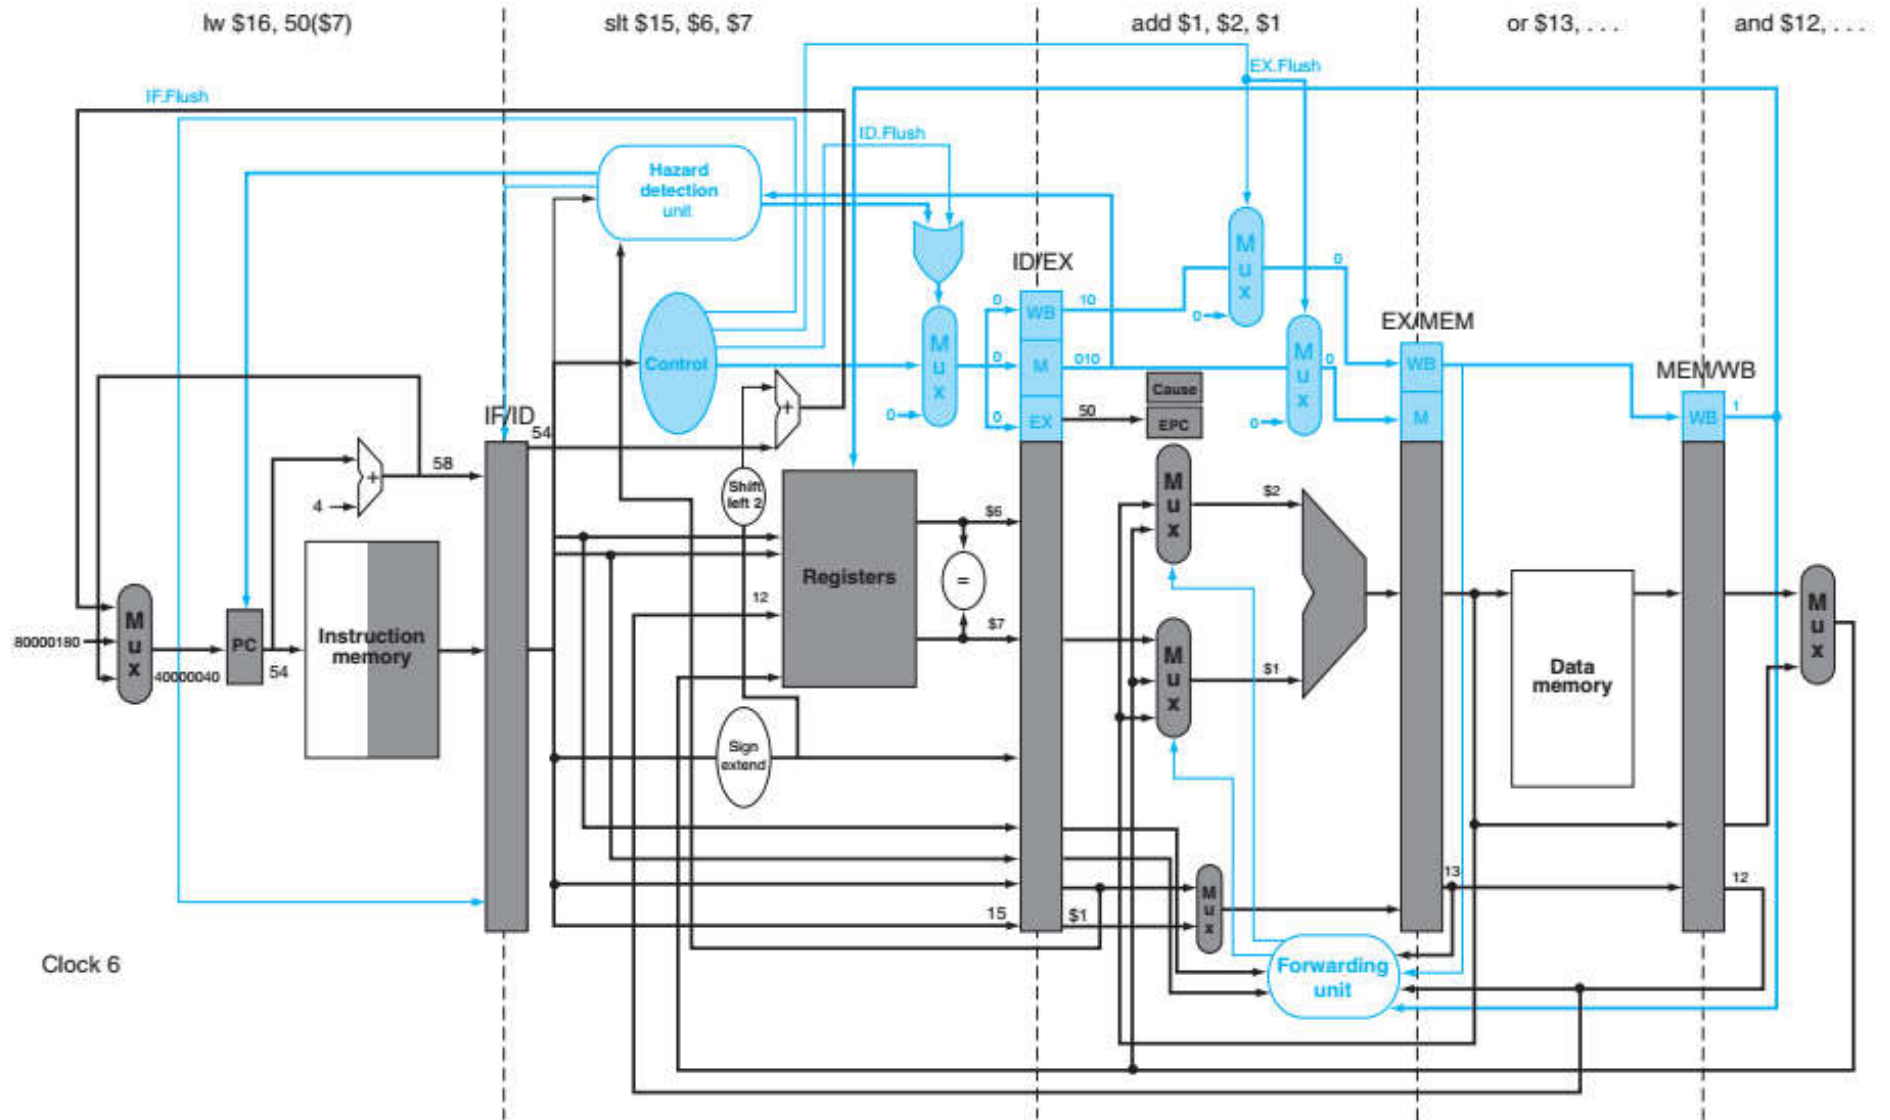 lw $16, 50($7)
slt $15, $6, $7
add $1, $2, $1
or $13, . . .
and $12, . . .
EX.Flush
IF.Flush
ID.Flush
Hazard
detection
unit
M
u
x
ID/EX
0
10
0
WB
0
EX/MEM
Control
M
u
x
0
M
010
M
u
x
0
WB
MEM/WB
Cause
0
0
EX
50
EPC
0
M
WB
1
IF/ID
54
+
58
+
4
Shift
left 2
M
u
x
$2
$6
=
Registers
12
$7
M
u
x
80000180
PC
40000040
54
Instruction
memory
M
u
x
$1
Data
memory
M
u
x
Sign
extend
13
12
M
u
x
15
$1
Clock 6
Forwarding
unit